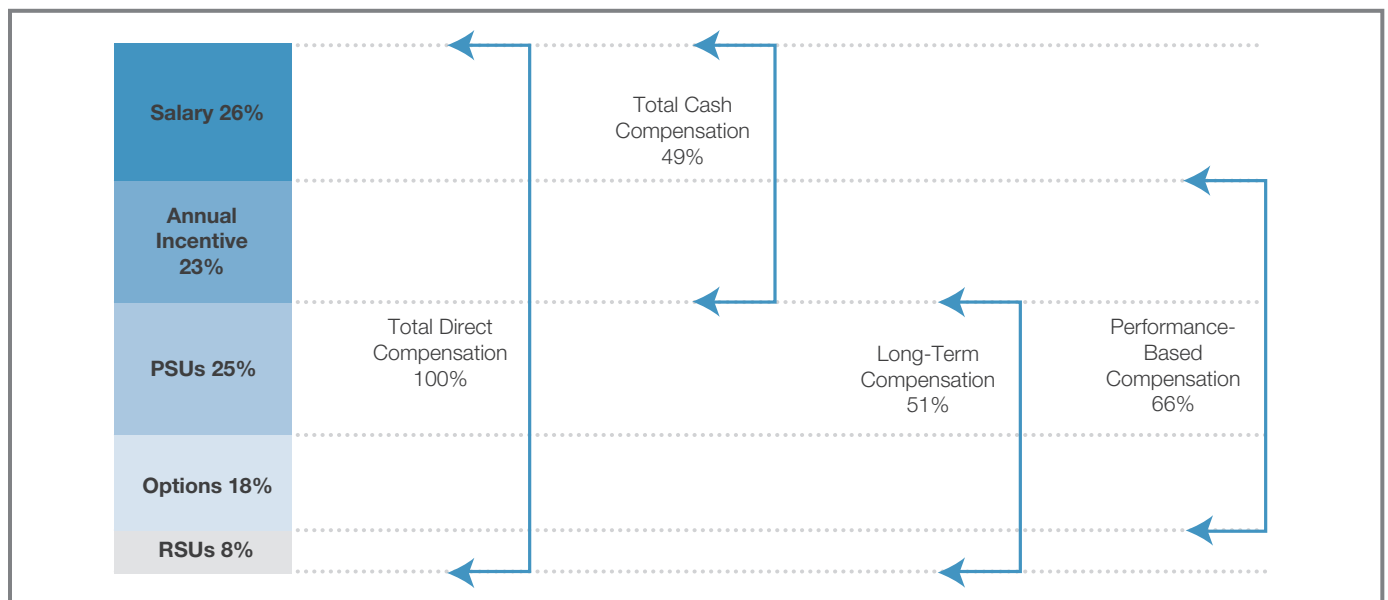 Salary 26%
Annual
Incentive
23%
PSUs 25%
Options 18%
RSUs 8%
Total Direct
Compensation
100%
Total Cash
Compensation
49%
Long-Term
Compensation
51%
Performance-
Based
Compensation
66%